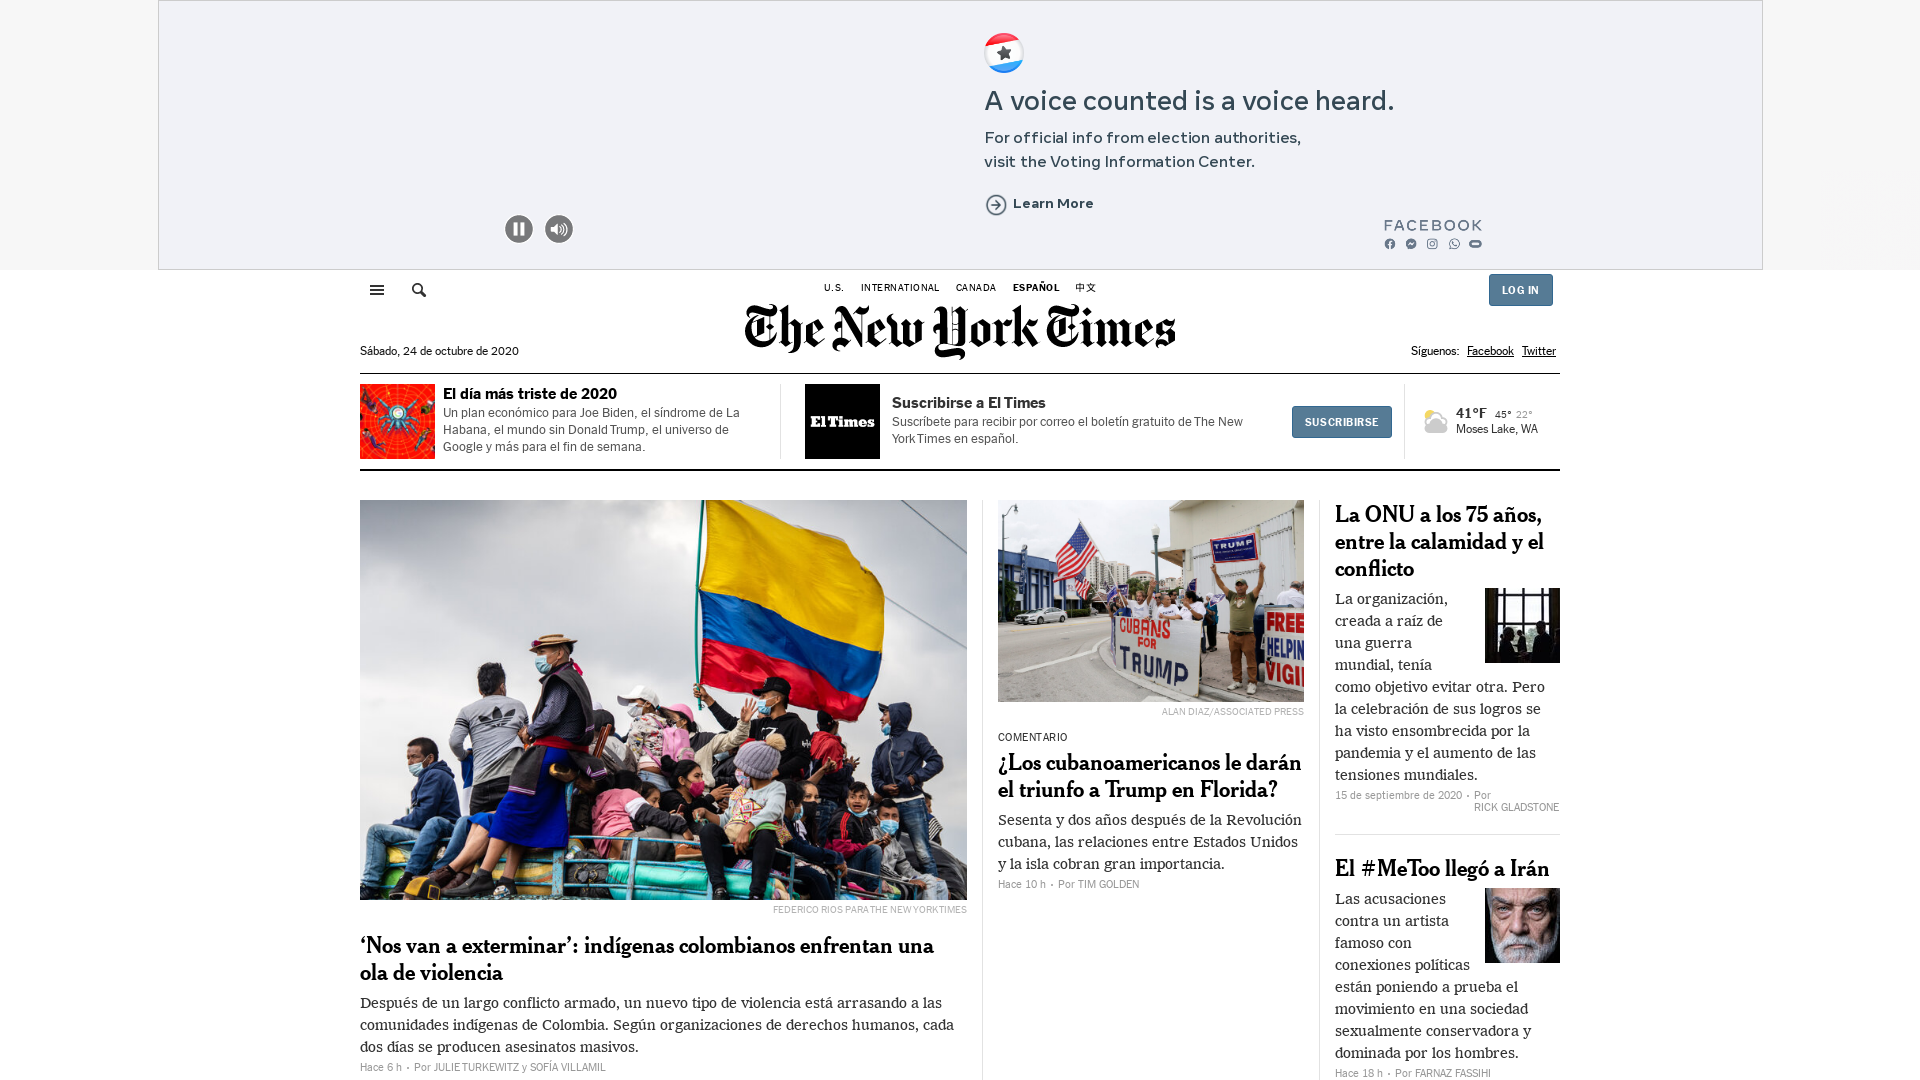 A voice counted is a voice heard.
For official info from election authorities,
visit the Voting Information Center.
Learn More
FACEBOOK
U.S. INTERNATIONAL CANADA ESPAÑOL 中文
LOG IN
The New York Times
Sábado, 24 de octubre de 2020
Síguenos: Facebook Twitter
El día más triste de 2020
Un plan económico para Joe Biden, el síndrome de La
Habana, el mundo sin Donald Trump, el universo de
Google y más para el fin de semana.
El Times
Suscribirse a El Times
Suscríbete para recibir por correo el boletín gratuito de The New
York Times en español.
SUSCRIBIRSE
41°F 45° 22°
Moses Lake, WA
FEDERICO RIOS PARA THE NEW YORK TIMES
‘Nos van a exterminar’: indígenas colombianos enfrentan una
ola de violencia
Después de un largo conflicto armado, un nuevo tipo de violencia está arrasando a las
comunidades indígenas de Colombia. Según organizaciones de derechos humanos, cada
dos días se producen asesinatos masivos.
Hace 6 h • Por JULIE TURKEWITZ y SOFÍA VILLAMIL
TRUMP
CUBANS
FOR
TRUMP
FREE
HELPIN
VIGI
ALAN DIAZ/ASSOCIATED PRESS
COMENTARIO
¿Los cubanoamericanos le darán
el triunfo a Trump en Florida?
Sesenta y dos años después de la Revolución
cubana, las relaciones entre Estados Unidos
y la isla cobran gran importancia.
Hace 10 h • Por TIM GOLDEN
La ONU a los 75 años,
entre la calamidad y el
conflicto
La organización,
creada a raíz de
una guerra
mundial, tenía
como objetivo evitar otra. Pero
la celebración de sus logros se
ha visto ensombrecida por la
pandemia y el aumento de las
tensiones mundiales.
15 de septiembre de 2020 • Por
RICK GLADSTONE
El #MeToo llegó a Irán
Las acusaciones
contra un artista
famoso con
conexiones políticas
están poniendo a prueba el
movimiento en una sociedad
sexualmente conservadora y
dominada por los hombres.
Hace 18 h • Por FARNAZ FASSIHI